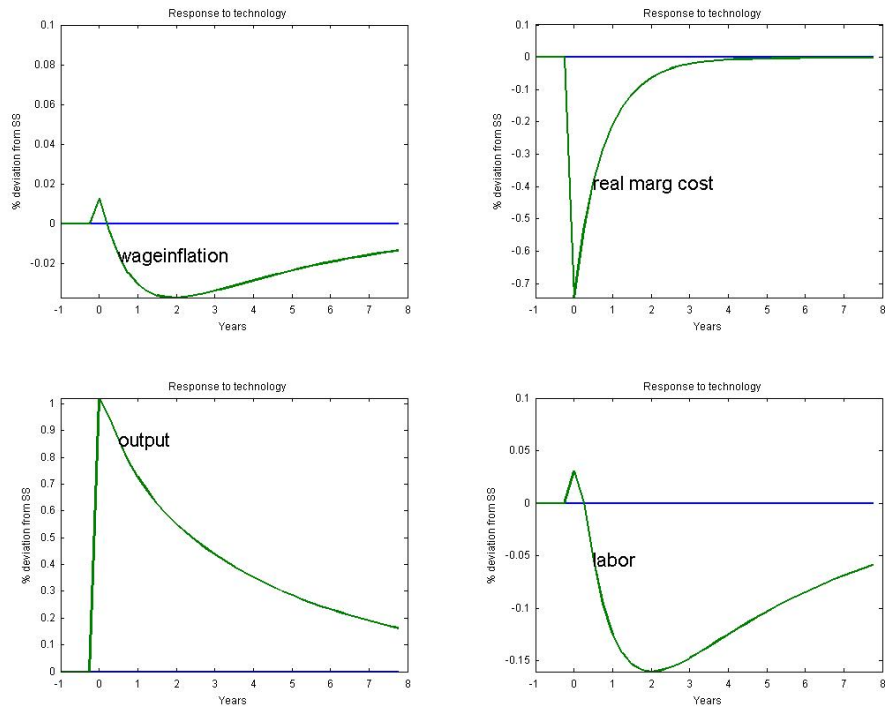 Response to technology
0.1
0.08
0.06
0.04
0.02
0
-0.02
% deviation from SS
wageinflation
-1 0 1 2 3 4 5 6 7 8
Years
Response to technology
0.1
0
-0.1
-0.2
-0.3
-0.4
-0.5
-0.6
-0.7
% deviation from SS
real marg cost
-1 0 1 2 3 4 5 6 7 8
Years
Response to technology
1
0.9
0.8
0.7
0.6
0.5
0.4
0.3
0.2
0.1
0
% deviation from SS
output
-1 0 1 2 3 4 5 6 7 8
Years
Response to technology
0.1
0.05
0
-0.05
-0.1
-0.15
% deviation from SS
labor
-1 0 1 2 3 4 5 6 7 8
Years